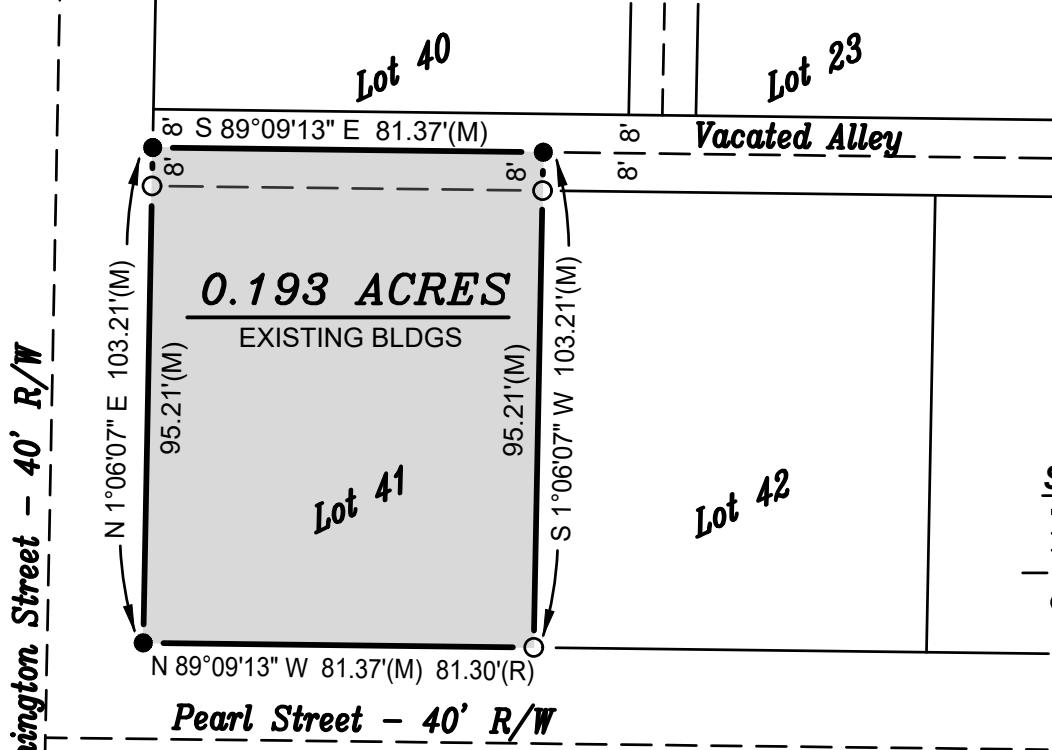 Lot 40
Lot 23
8'
S 89°09'13" E 81.37'(M)
8'
Vacated Alley
8'
8'
8'
0.193 ACRES
EXISTING BLDGS
N 1°06'07" E 103.21'(M)
95.21'(M)
95.21'(M)
S 1°06'07" W 103.21'(M)
Lot 41
Lot 42
N 89°09'13" W 81.37'(M) 81.30'(R)
Pearl Street - 40' R/W
Street - 40' R/W